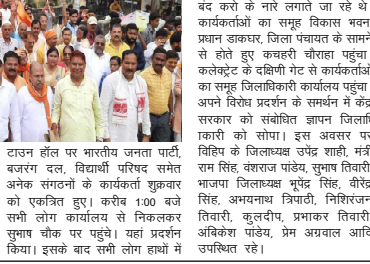 टाउन हॉल पर भारतीय जनता पार्टी,
बजरंग दल, विद्यार्थी परिषद समेत
अनेक संगठनों के कार्यकर्ता शुक्रवार
को एकत्रित हुए। करीब 1:00 बजे
सभी लोग कार्यालय से निकलकर
सुभाष चौक पर पहुंचे। यहां प्रदर्शन
किया। इसके बाद सभी लोग हाथों में
बंद करो के नारे लगाते जा रहे थे
कार्यकर्ताओं का समूह विकास भवन
प्रधान डाकघर, जिला पंचायत के सामने
से होते हुए कचहरी चौराहा पहुंचा
कलेक्ट्रेट के दक्षिणी गेट से कार्यकर्ताओं
का समूह जिलाधिकारी कार्यालय पहुंचा
अपने विरोध प्रदर्शन के समर्थन में केंद्र
सरकार को संबोधित ज्ञापन जिलाधि
ाकारी को सोपा। इस अवसर पर
विहिप के जिलाध्यक्ष उपेंद्र शाही, मंत्री
राम सिंह, वंशराज पांडेय, सुभाष तिवारी
भाजपा जिलाध्यक्ष भूपेंद्र सिंह, वीरेंद्र
सिंह, अभयनाथ त्रिपाठी, निशिरंजन
तिवारी, कुलदीप, प्रभाकर तिवारी
अंबिकेश पांडेय, प्रेम अग्रवाल आदि
उपस्थित रहे।